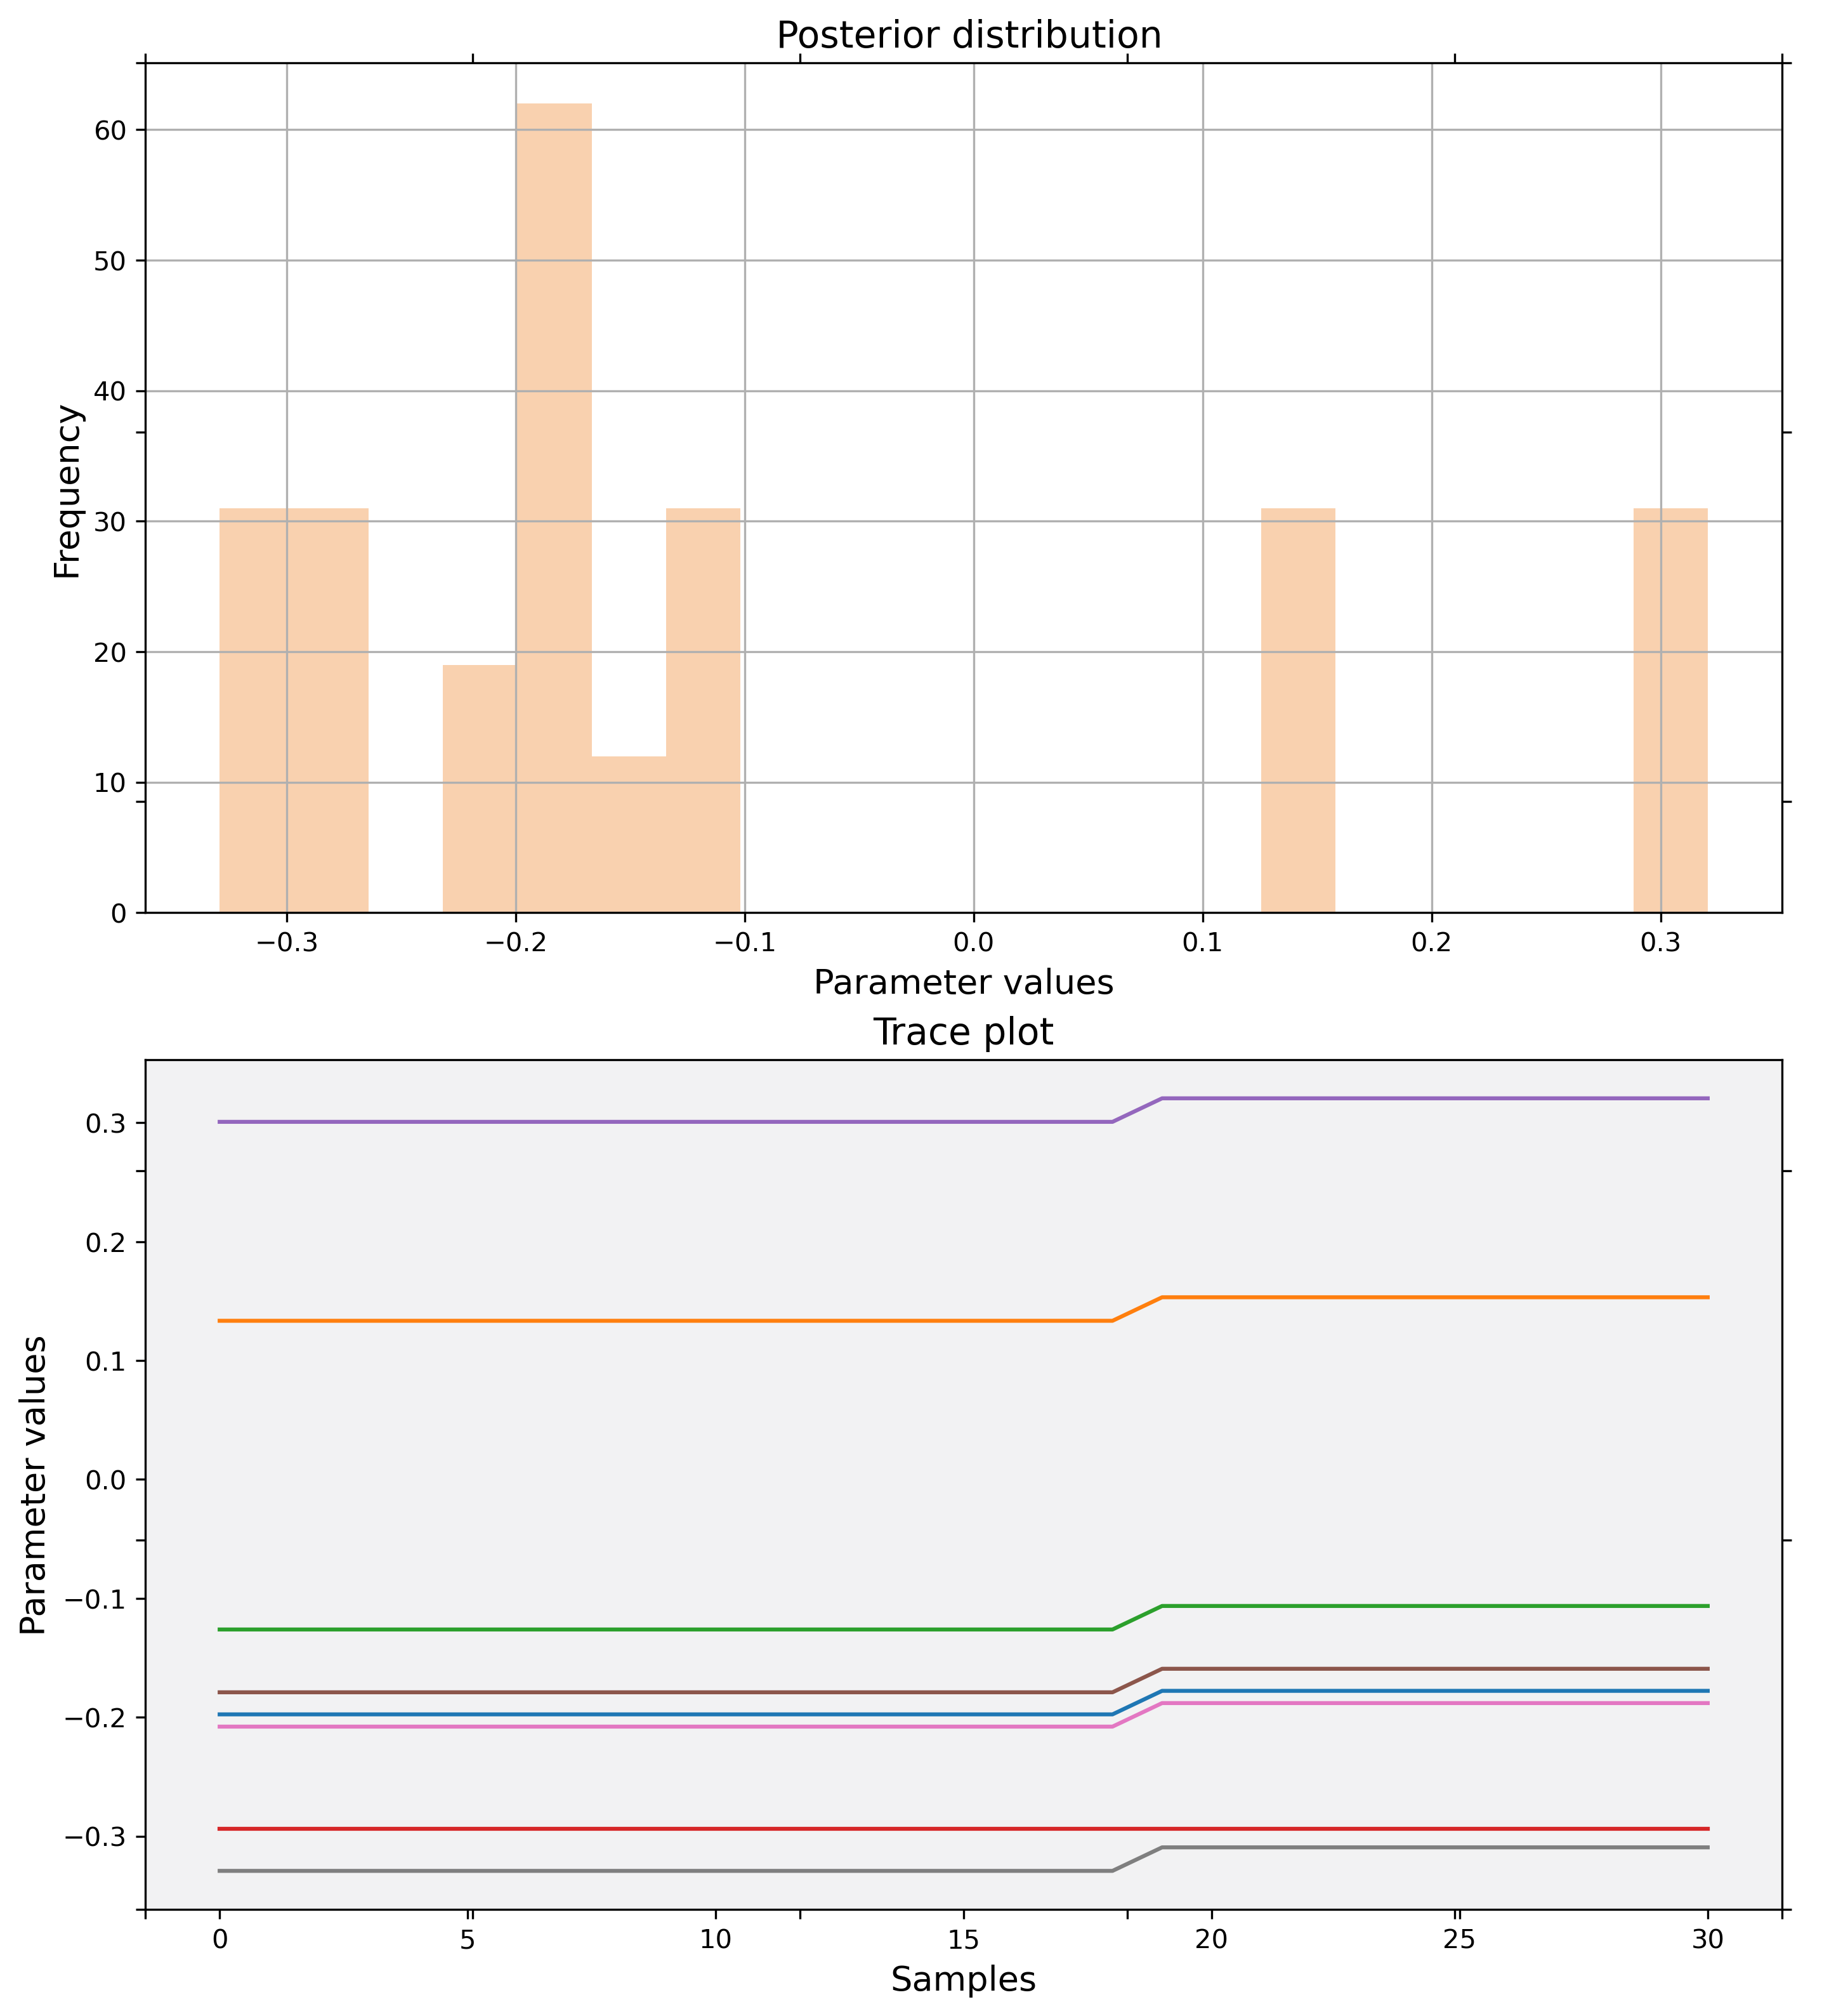 Posterior distribution
60
50
40
30
20
10
0
Frequency
−0.3 −0.2 −0.1 0.0 0.1 0.2 0.3
Parameter values
Trace plot
0.3
0.2
0.1
0.0
−0.1
−0.2
−0.3
Parameter values
0 5 10 15 20 25 30
Samples